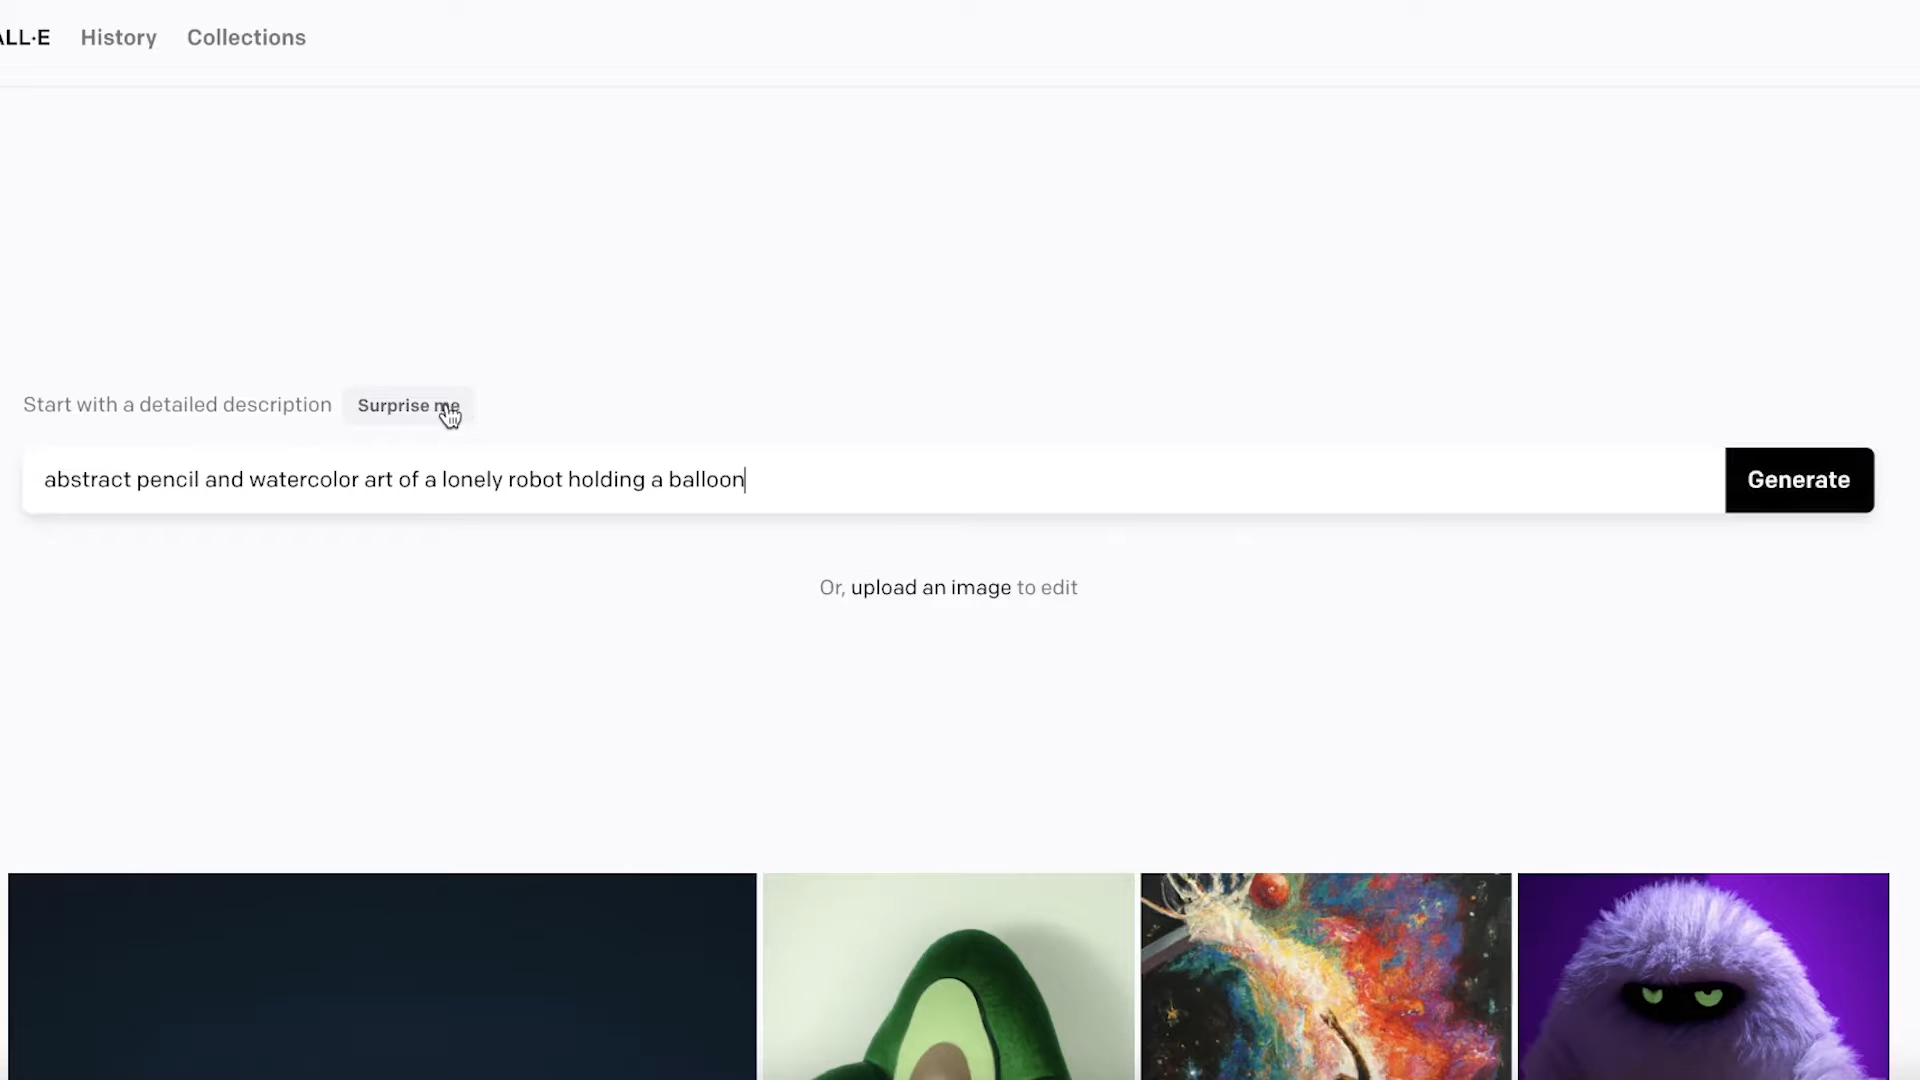 ALL·E History Collections
Start with a detailed description Surprise me
abstract pencil and watercolor art of a lonely robot holding a balloon
Generate
Or, upload an image to edit